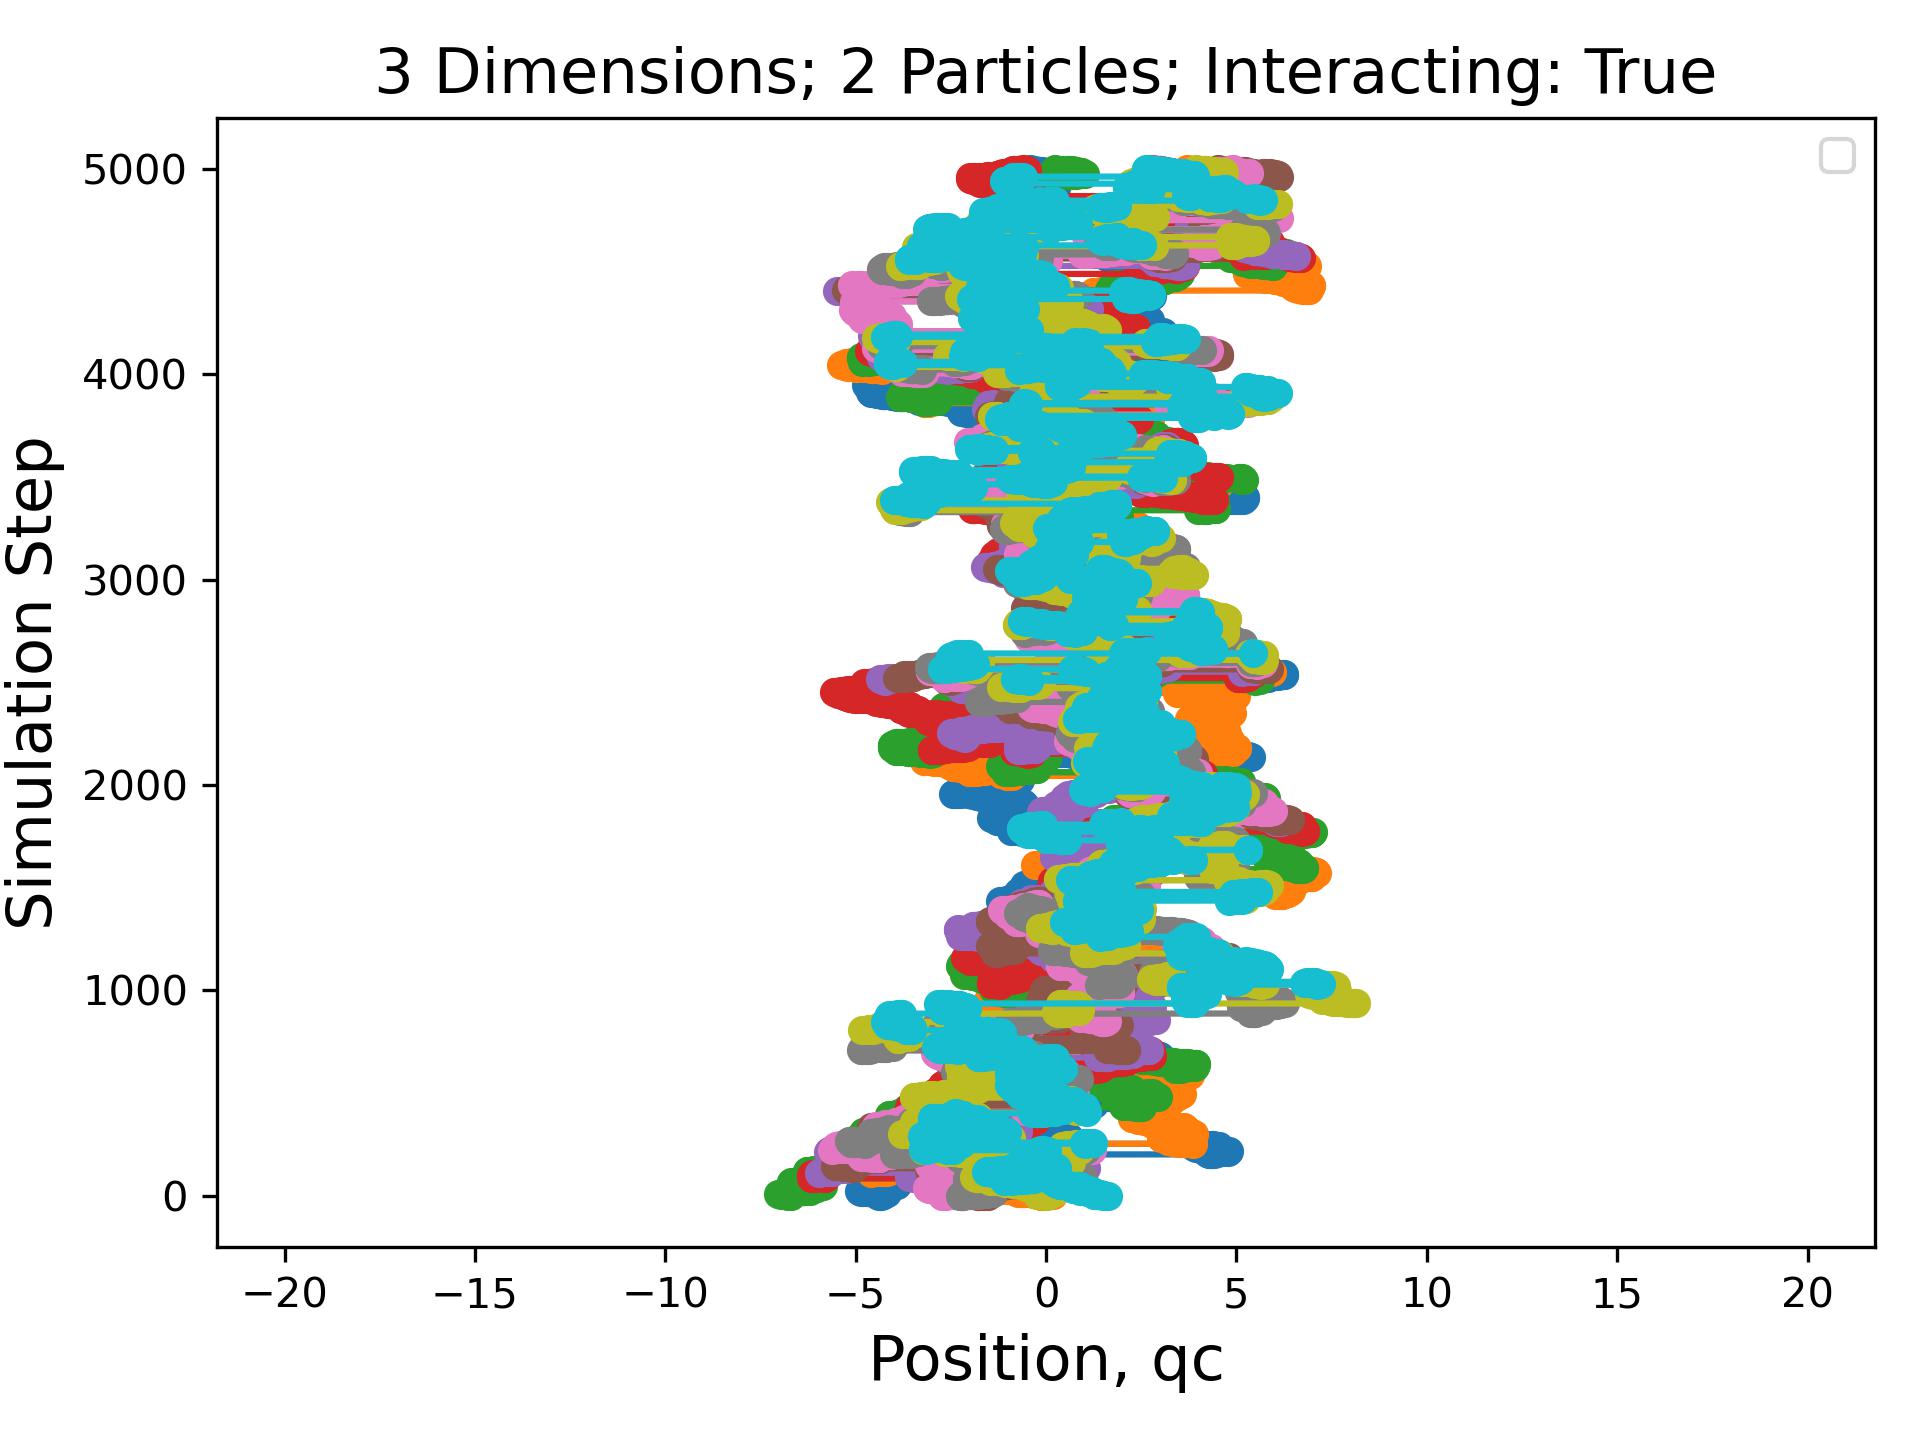 3 Dimensions; 2 Particles; Interacting: True
Simulation Step
5000
4000
3000
2000
1000
0
−20 −15 −10 −5 0 5 10 15 20
Position, qc